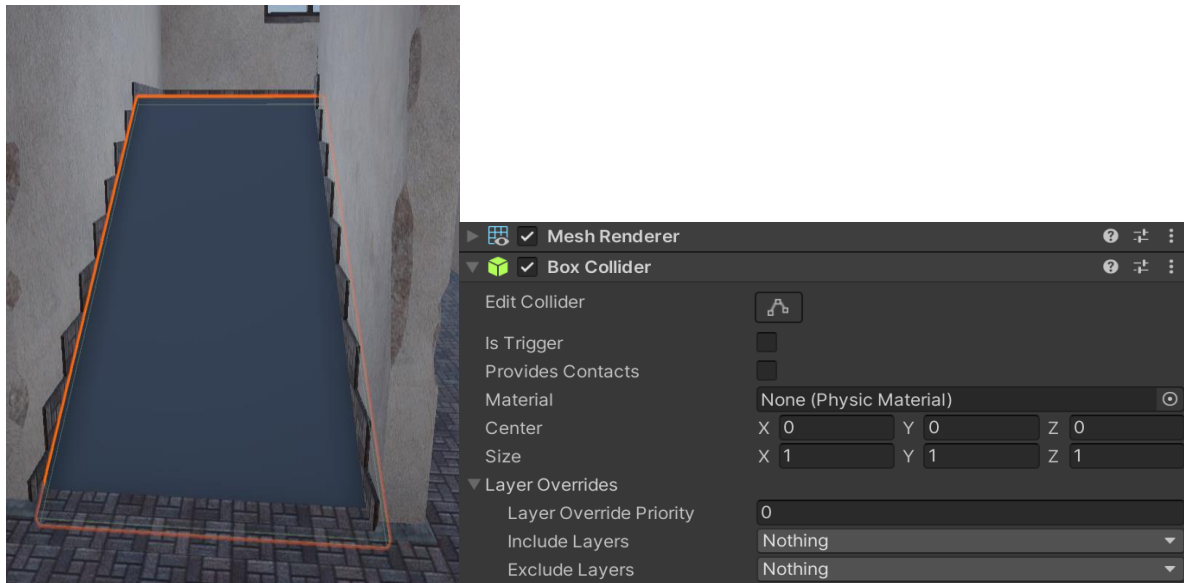 Mesh Renderer
Box Collider
Edit Collider
Is Trigger
Provides Contacts
Material None (Physic Material)
Center X 0 Y 0 Z 0
Size X 1 Y 1 Z 1
Layer Overrides
Layer Override Priority 0
Include Layers Nothing
Exclude Layers Nothing